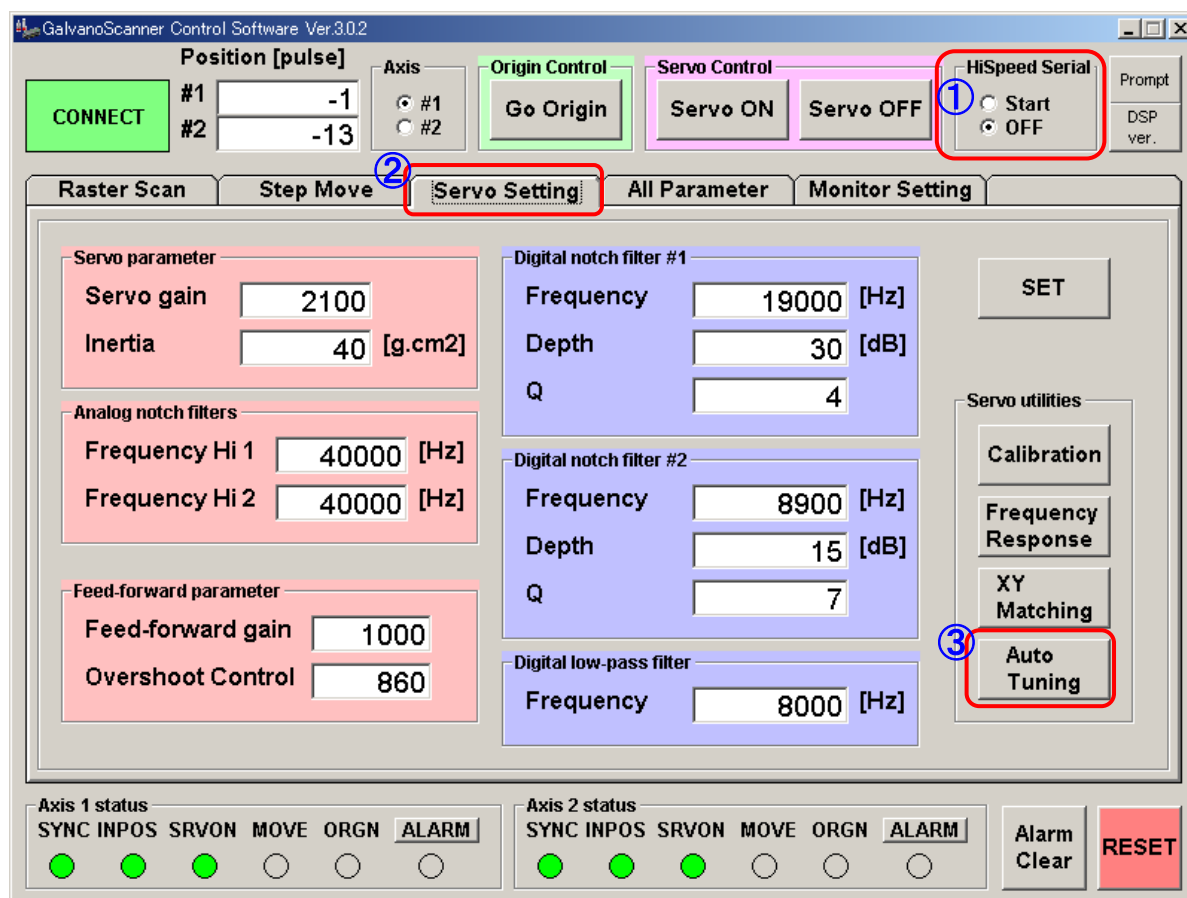 GalvanoScanner Control Software Ver.3.0.2
Position [pulse]
#1 -1
#2 -13
CONNECT
Axis
#1
#2
Origin Control
Go Origin
Servo Control
Servo ON Servo OFF
①
HiSpeed Serial
Start
OFF
Prompt
DSP
ver.
②
Raster Scan Step Move Servo Setting All Parameter Monitor Setting
Servo parameter
Servo gain 2100
Inertia 40 [g.cm2]
Analog notch filters
Frequency Hi 1 40000 [Hz]
Frequency Hi 2 40000 [Hz]
Feed-forward parameter
Feed-forward gain 1000
Overshoot Control 860
Digital notch filter #1
Frequency 19000 [Hz]
Depth 30 [dB]
Q 4
Digital notch filter #2
Frequency 8900 [Hz]
Depth 15 [dB]
Q 7
Digital low-pass filter
Frequency 8000 [Hz]
SET
Servo utilities
Calibration
Frequency
Response
XY
Matching
③
Auto
Tuning
Axis 1 status
SYNC INPOS SRVON MOVE ORGN ALARM
Axis 2 status
SYNC INPOS SRVON MOVE ORGN ALARM
Alarm
Clear
RESET